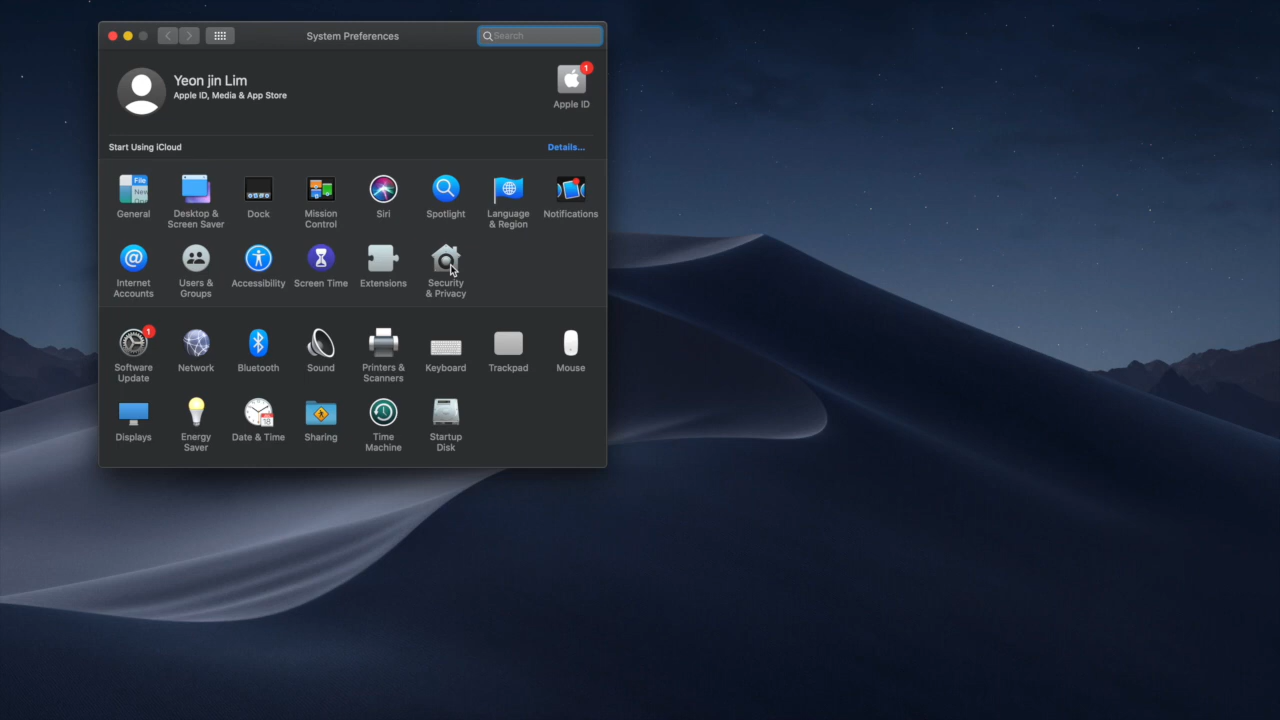 System Preferences
Search
Yeon jin Lim
Apple ID, Media & App Store
1
Apple ID
Start Using iCloud
Details...
File
New
General
Desktop & Screen Saver
Dock
Mission Control
Siri
Spotlight
Language & Region
Notifications
@
Internet Accounts
Users & Groups
Accessibility
Screen Time
Extensions
Security & Privacy
1
Software Update
Network
Bluetooth
Sound
Printers & Scanners
Keyboard
Trackpad
Mouse
Displays
Energy Saver
18
Date & Time
Sharing
Time Machine
Startup Disk